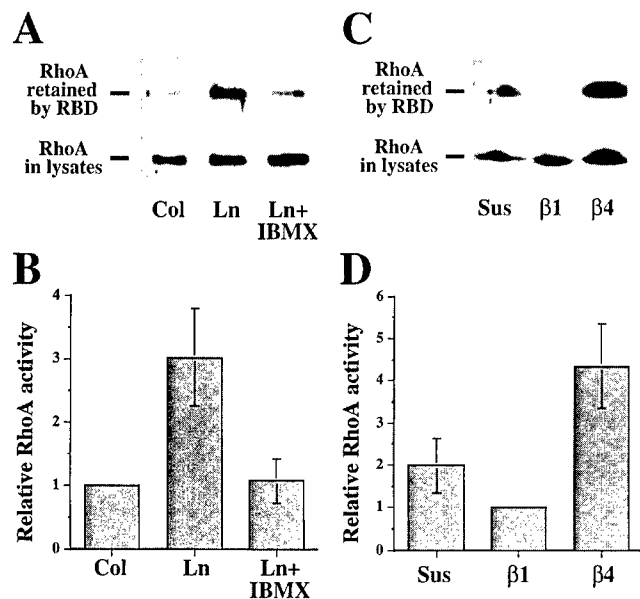 A
RhoA
retained
by RBD
RhoA
in lysates
Col Ln Ln+
IBMX
C
RhoA
retained
by RBD
RhoA
in lysates
Sus β1 β4
B
Relative RhoA activity
4
3
2
1
0
Col Ln Ln+
IBMX
D
Relative RhoA activity
6
5
4
2
1
0
Sus β1 β4